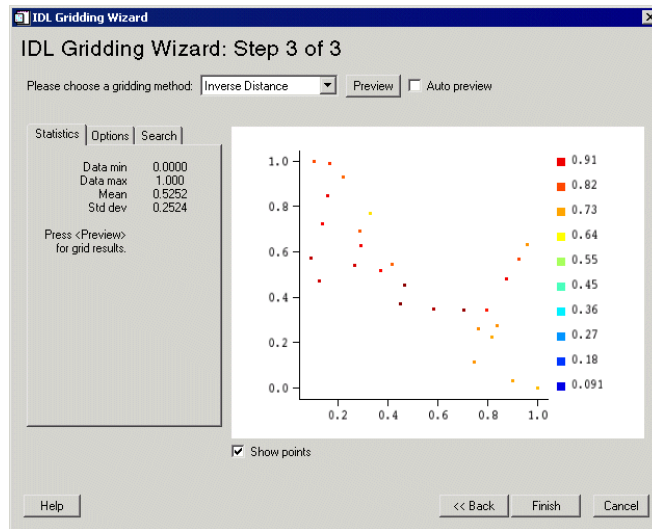 IDL Gridding Wizard
IDL Gridding Wizard: Step 3 of 3
Please choose a gridding method: Inverse Distance Preview Auto preview
Statistics Options Search
Data min 0.0000
Data max 1.000
Mean 0.5252
Std dev 0.2524
Press <Preview>
for grid results.
1.0
0.8
0.6
0.4
0.2
0.0
0.2 0.4 0.6 0.8 1.0
0.91
0.82
0.73
0.64
0.55
0.45
0.36
0.27
0.18
0.091
Show points
Help << Back Finish Cancel